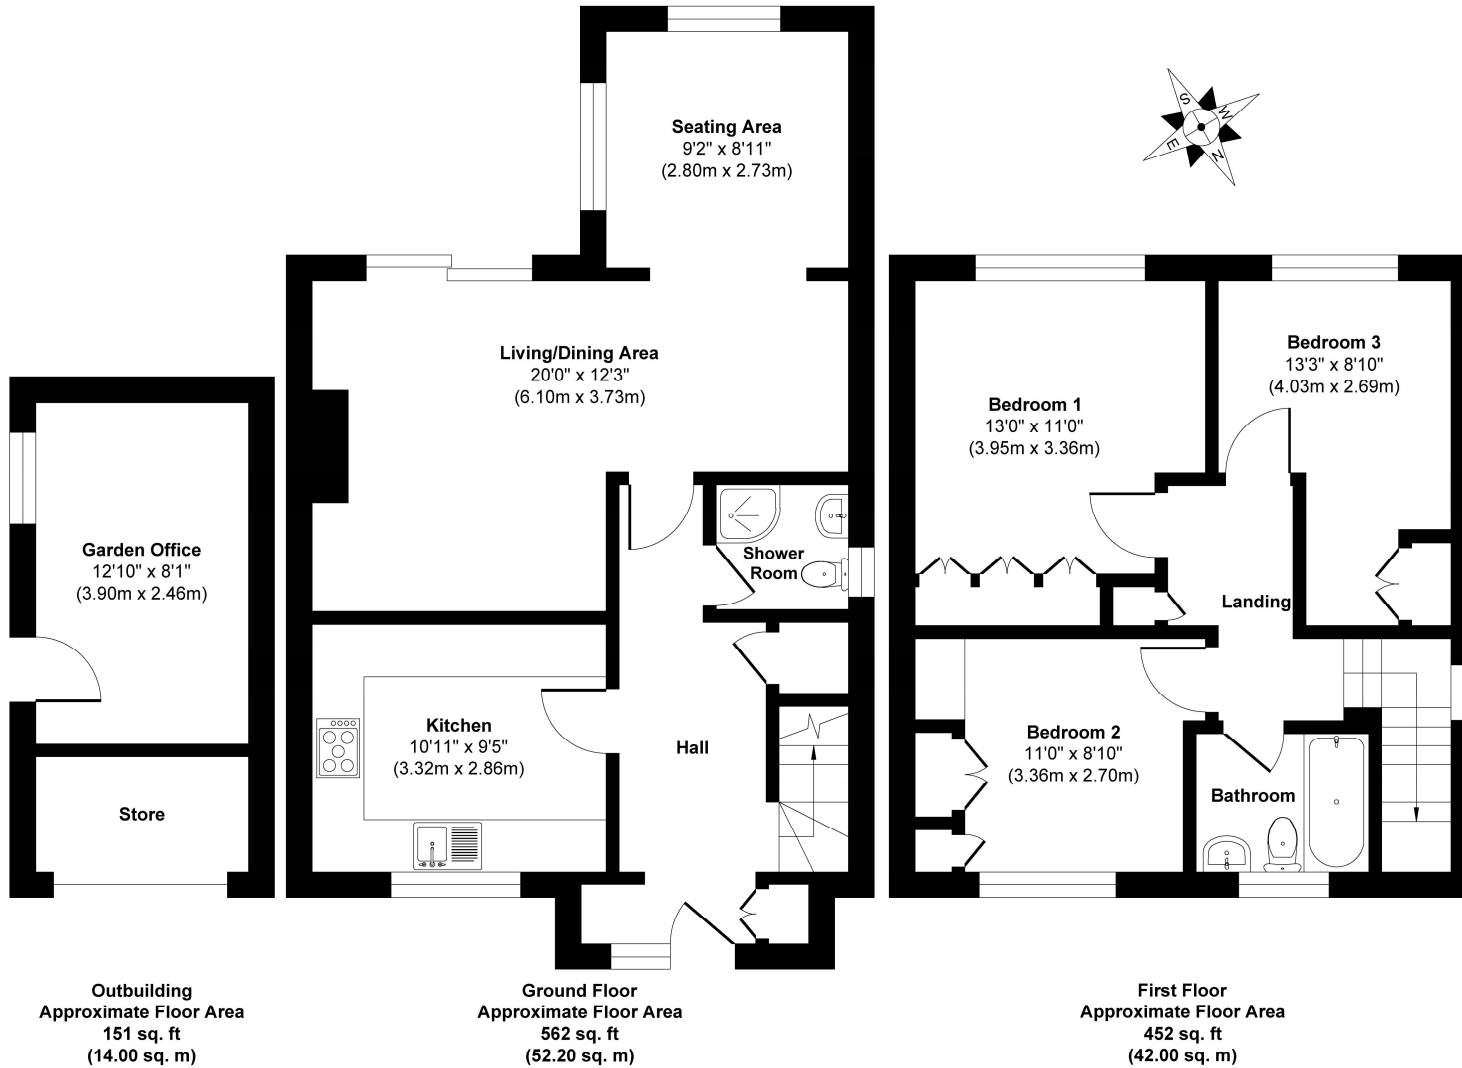 Seating Area
9'2" x 8'11"
(2.80m x 2.73m)
S
W
E
N
Living/Dining Area
20'0" x 12'3"
(6.10m x 3.73m)
Bedroom 3
13'3" x 8'10"
(4.03m x 2.69m)
Bedroom 1
13'0" x 11'0"
(3.95m x 3.36m)
Garden Office
12'10" x 8'1"
(3.90m x 2.46m)
Shower
Room
Landing
Kitchen
10'11" x 9'5"
(3.32m x 2.86m)
Hall
Bedroom 2
11'0" x 8'10"
(3.36m x 2.70m)
Bathroom
Store
Outbuilding
Approximate Floor Area
151 sq. ft
(14.00 sq. m)
Ground Floor
Approximate Floor Area
562 sq. ft
(52.20 sq. m)
First Floor
Approximate Floor Area
452 sq. ft
(42.00 sq. m)